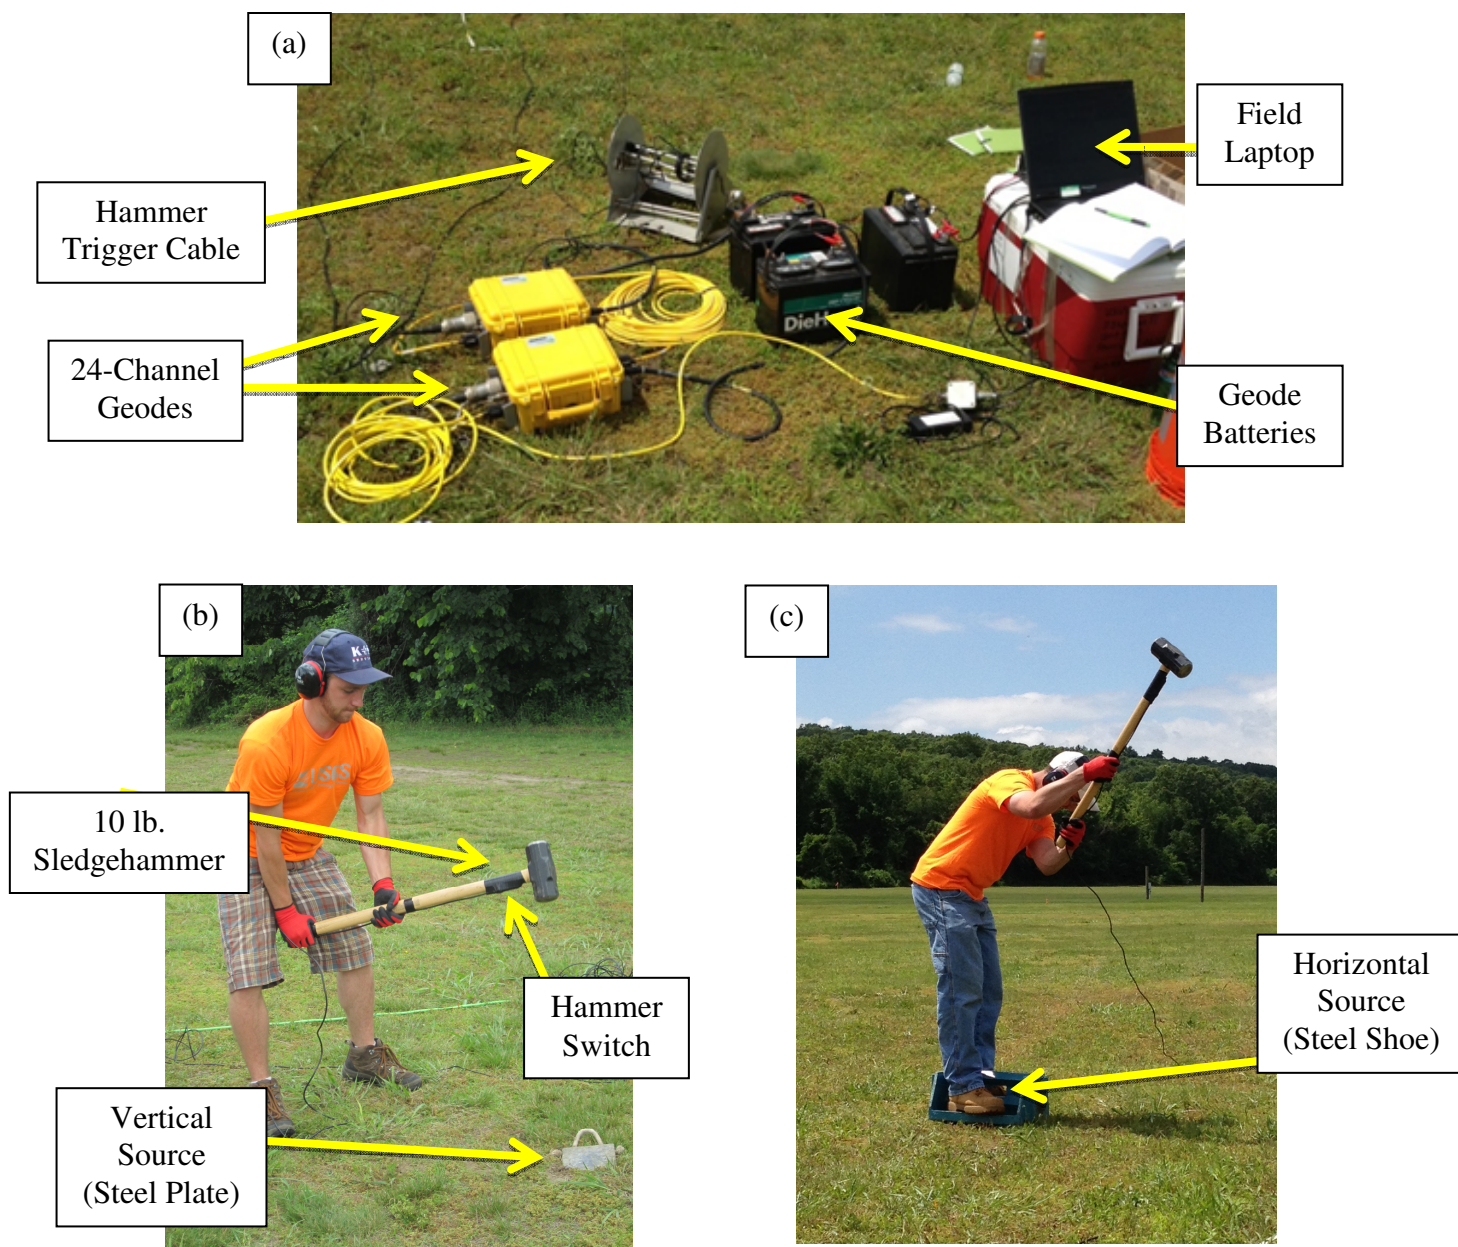 (a)
Field
Laptop
Hammer
Trigger Cable
24-Channel
Geodes
DieH
Geode
Batteries
(b)
(c)
K
10 lb.
Sledgehammer
Hammer
Switch
Horizontal
Source
(Steel Shoe)
Vertical
Source
(Steel Plate)